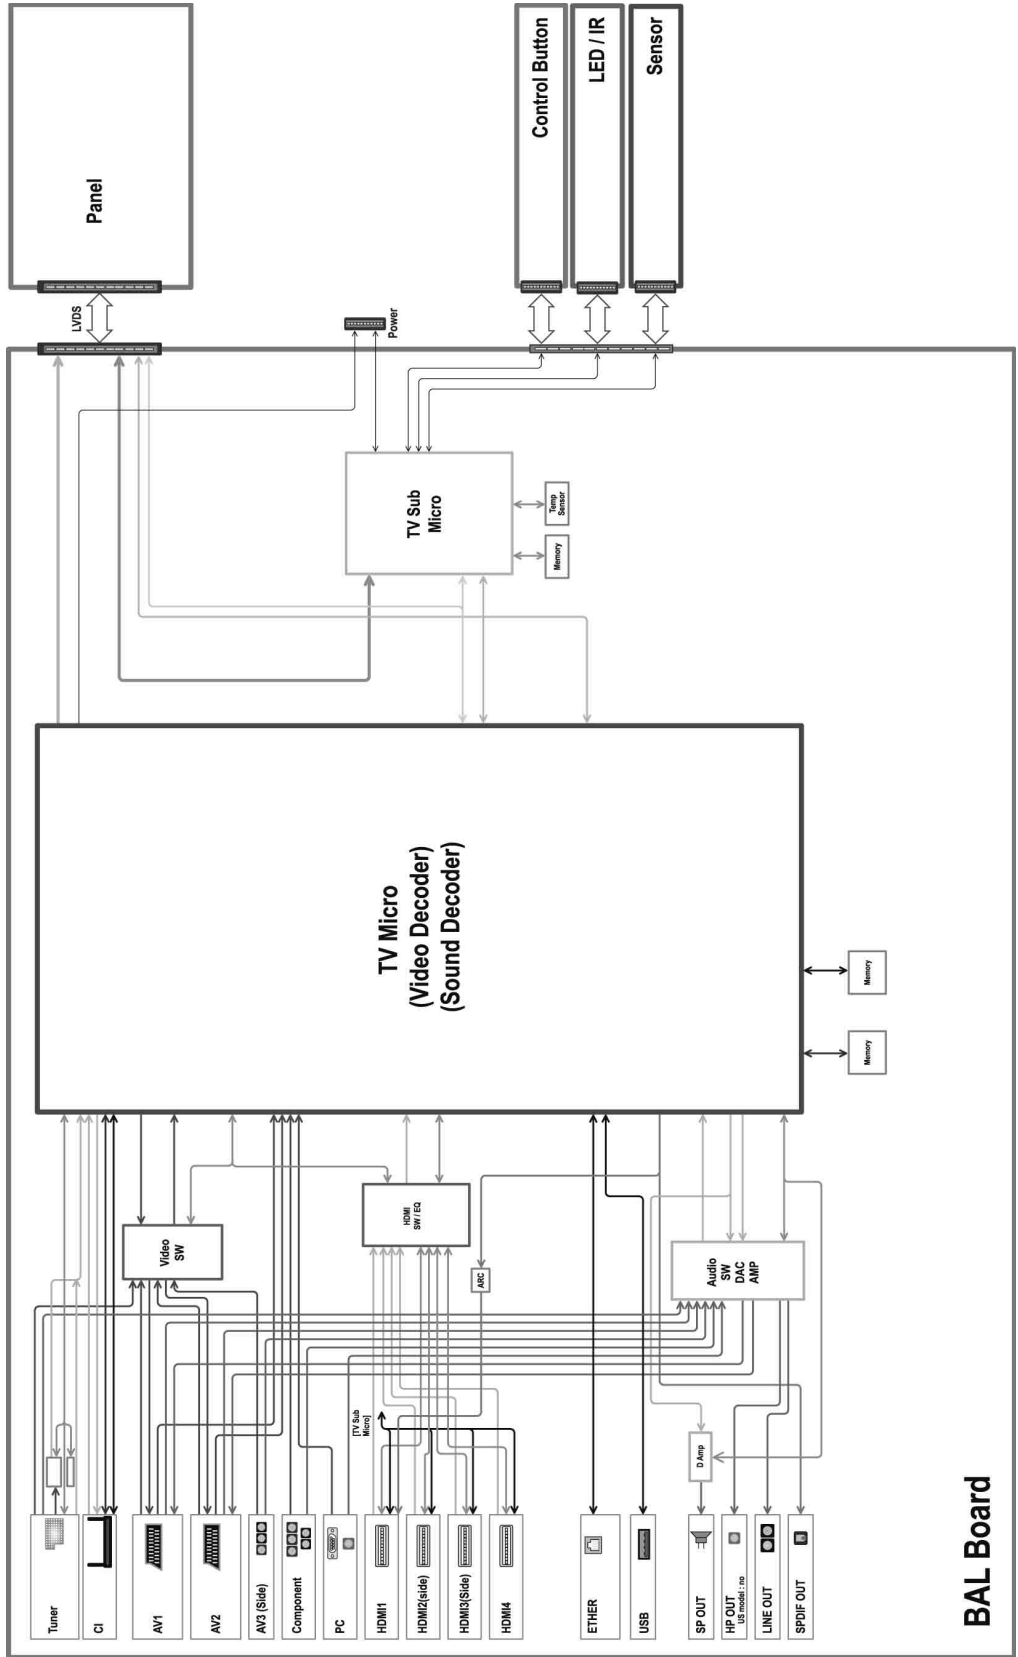 Panel
LVDS
Control Button
LED / IR
Sensor
Power
TV Sub
Micro
Temp
Sensor
Memory
TV Micro
(Video Decoder)
(Sound Decoder)
Memory
Memory
Video
SW
HDMI
SW / EQ
ARC
Audio
SW
DAC
AMP
[TV Sub
Micro]
D Amp
Tuner
CI
AV1
AV2
AV3 (Side)
Component
PC
HDMI1
HDMI2(side)
HDMI3(Side)
HDMI4
ETHER
USB
SP OUT
HP OUT
US model : no
LINE OUT
SPDIF OUT
BAL Board